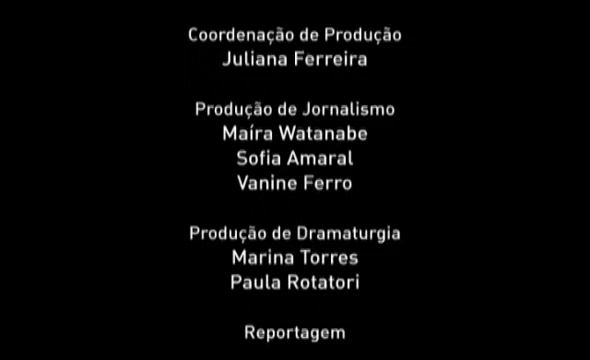 Coordenação de Produção
Juliana Ferreira
Produção de Jornalismo
Maíra Watanabe
Sofia Amaral
Vanine Ferro
Produção de Dramaturgia
Marina Torres
Paula Rotatori
Reportagem